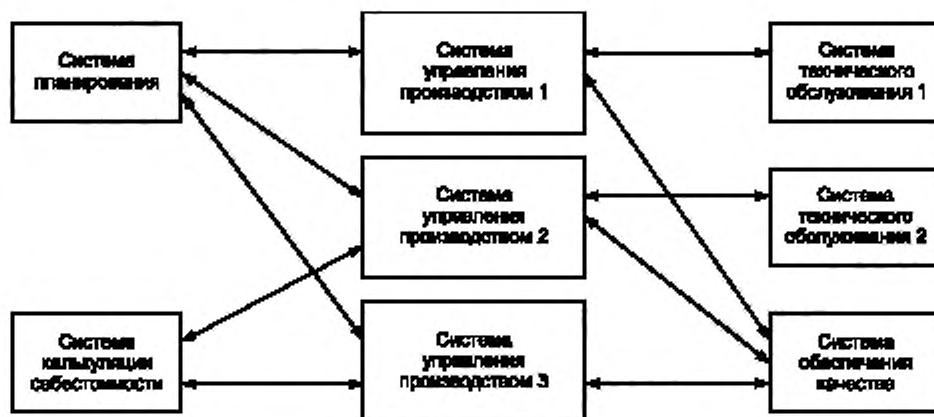 Система
планирования
Система
управления
производством 1
Система
технического
обслуживания 1
Система
управления
производством 2
Система
технического
обслуживания 2
Система
калькуляции
себестоимости
Система
управления
производством 3
Система
обеспечения
качества